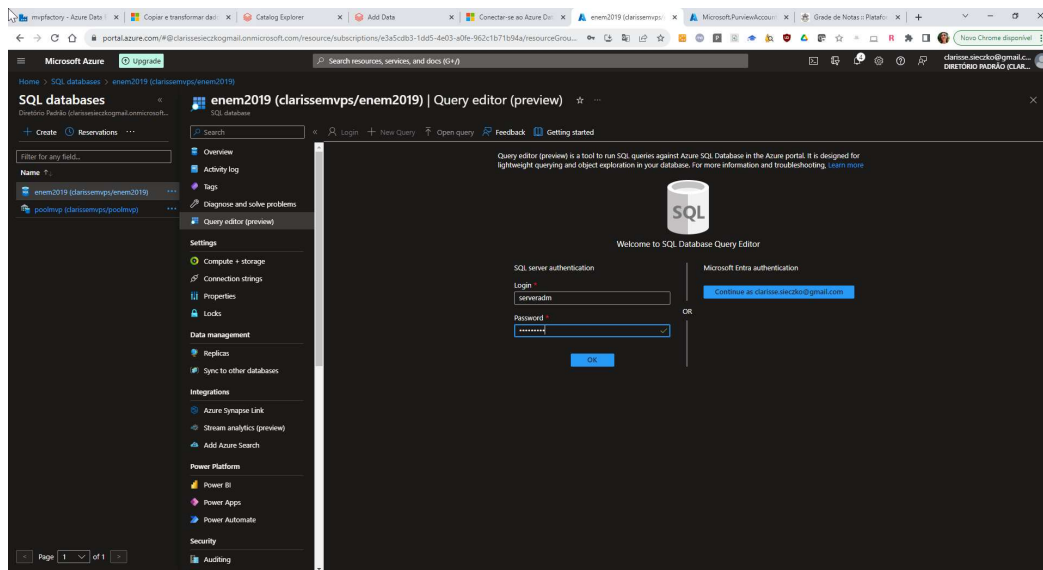 mvpfactory - Azure Data
Copiar e transformar dad
Catalog Explorer
Add Data
Conectar-se ao Azure Da
enem2019 (clarissemvps/
Microsoft.PurviewAccoun
Grade de Notas :: Platafo
portal.azure.com/#@clarissesieczkogmail.onmicrosoft.com/resource/subscriptions/e3a5cdb3-1dd5-4e03-a0fe-962c1b71b94a/resourceGrou...
Novo Chrome disponível
Microsoft Azure
Upgrade
Search resources, services, and docs (G+/)
clarisse.sieczko@gmail.c...
DIRETÓRIO PADRÃO (CLAR...
Home > SQL databases > enem2019 (clarissemvps/enem2019)
SQL databases
Diretório Padrão (clarissesieczkogmail.onmicrosoft...
Create Reservations ...
Filter for any field...
Name ↑
enem2019 (clarissemvps/enem2019) ...
poolmvp (clarissemvps/poolmvp) ...
Page 1 of 1
enem2019 (clarissemvps/enem2019) | Query editor (preview) ...
SQL database
Search
Overview
Activity log
Tags
Diagnose and solve problems
Query editor (preview)
Settings
Compute + storage
Connection strings
Properties
Locks
Data management
Replicas
Sync to other databases
Integrations
Azure Synapse Link
Stream analytics (preview)
Add Azure Search
Power Platform
Power BI
Power Apps
Power Automate
Security
Auditing
Login + New Query Open query Feedback Getting started
Query editor (preview) is a tool to run SQL queries against Azure SQL Database in the Azure portal. It is designed for
lightweight querying and object exploration in your database. For more information and troubleshooting, Learn more
SQL
Welcome to SQL Database Query Editor
SQL server authentication
Login *
serveradm
Password *
•••••••••
OK
OR
Microsoft Entra authentication
Continue as clarisse.sieczko@gmail.com